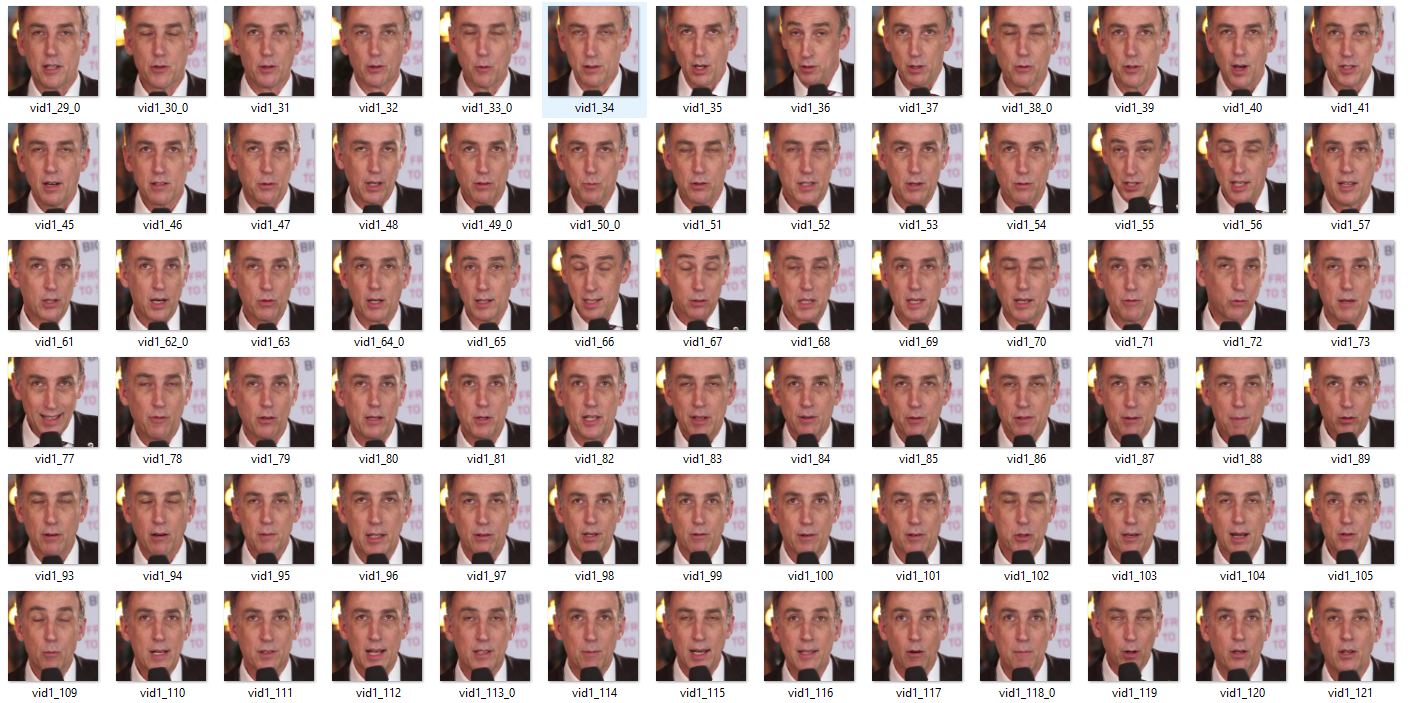 vid1_29_0 vid1_30_0 vid1_31 vid1_32 vid1_33_0 vid1_34 vid1_35 vid1_36 vid1_37 vid1_38_0 vid1_39 vid1_40 vid1_41
vid1_45 vid1_46 vid1_47 vid1_48 vid1_49_0 vid1_50_0 vid1_51 vid1_52 vid1_53 vid1_54 vid1_55 vid1_56 vid1_57
vid1_61 vid1_62_0 vid1_63 vid1_64_0 vid1_65 vid1_66 vid1_67 vid1_68 vid1_69 vid1_70 vid1_71 vid1_72 vid1_73
vid1_77 vid1_78 vid1_79 vid1_80 vid1_81 vid1_82 vid1_83 vid1_84 vid1_85 vid1_86 vid1_87 vid1_88 vid1_89
vid1_93 vid1_94 vid1_95 vid1_96 vid1_97 vid1_98 vid1_99 vid1_100 vid1_101 vid1_102 vid1_103 vid1_104 vid1_105
vid1_109 vid1_110 vid1_111 vid1_112 vid1_113_0 vid1_114 vid1_115 vid1_116 vid1_117 vid1_118_0 vid1_119 vid1_120 vid1_121